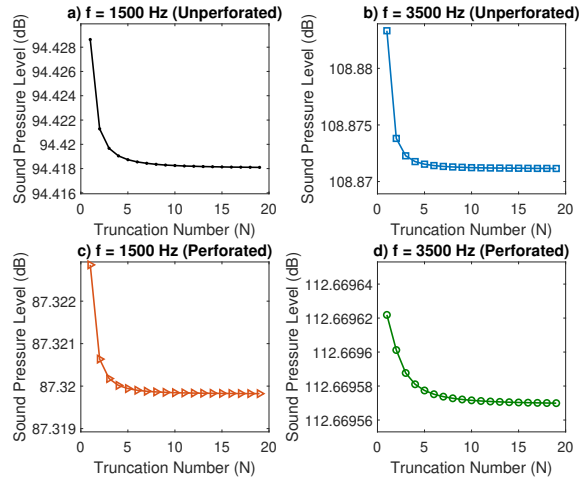 a) f = 1500 Hz (Unperforated)
Sound Pressure Level (dB)
94.428
94.426
94.424
94.422
94.42
94.418
94.416
0 5 10 15 20
Truncation Number (N)
b) f = 3500 Hz (Unperforated)
Sound Pressure Level (dB)
108.88
108.875
108.87
0 5 10 15 20
Truncation Number (N)
c) f = 1500 Hz (Perforated)
Sound Pressure Level (dB)
87.322
87.321
87.32
87.319
0 5 10 15 20
Truncation Number (N)
d) f = 3500 Hz (Perforated)
Sound Pressure Level (dB)
112.66964
112.66962
112.6696
112.66958
112.66956
0 5 10 15 20
Truncation Number (N)